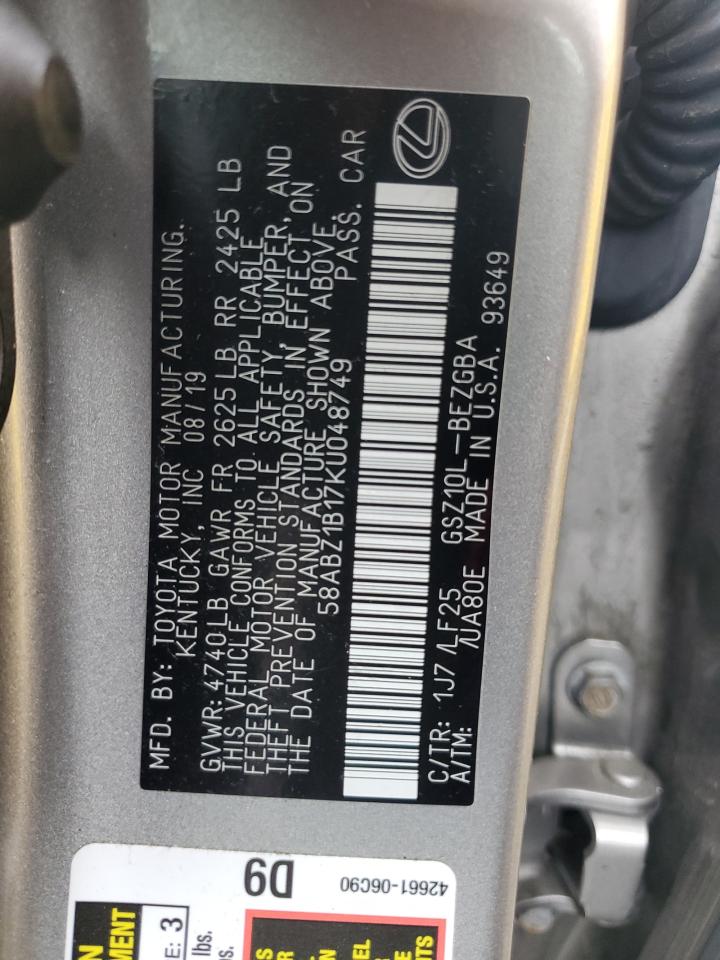 MFD. BY: TOYOTA MOTOR MANUFACTURING.
KENTUCKY, INC 08/19
GVWR: 4740 LB GAWR FR 2625 LB RR 2425 LB
THIS VEHICLE CONFORMS TO ALL APPLICABLE
FEDERAL MOTOR VEHICLE SAFETY, BUMPER, AND
THEFT PREVENTION STANDARDS IN EFFECT ON
THE DATE OF MANUFACTURE SHOWN ABOVE.
58ABZ1B17KU048749 PASS. CAR
C/TR: 1J7 /LF25 GSZ10L-BEZGBA
A/TM: /UA80E MADE IN U.S.A. 93649
D9
42661-06C90
MENT
E: 3
lbs.